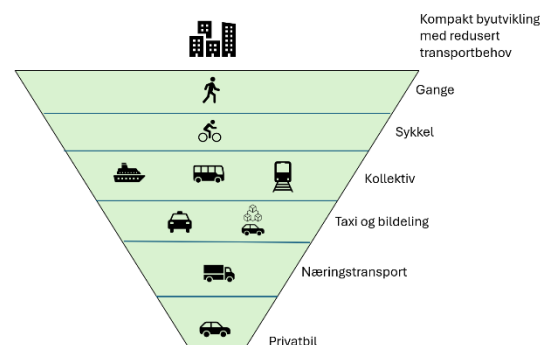 Kompakt byutvikling
med redusert
transportbehov
Gange
Sykkel
Kollektiv
Taxi og bildeling
Næringstransport
Privatbil